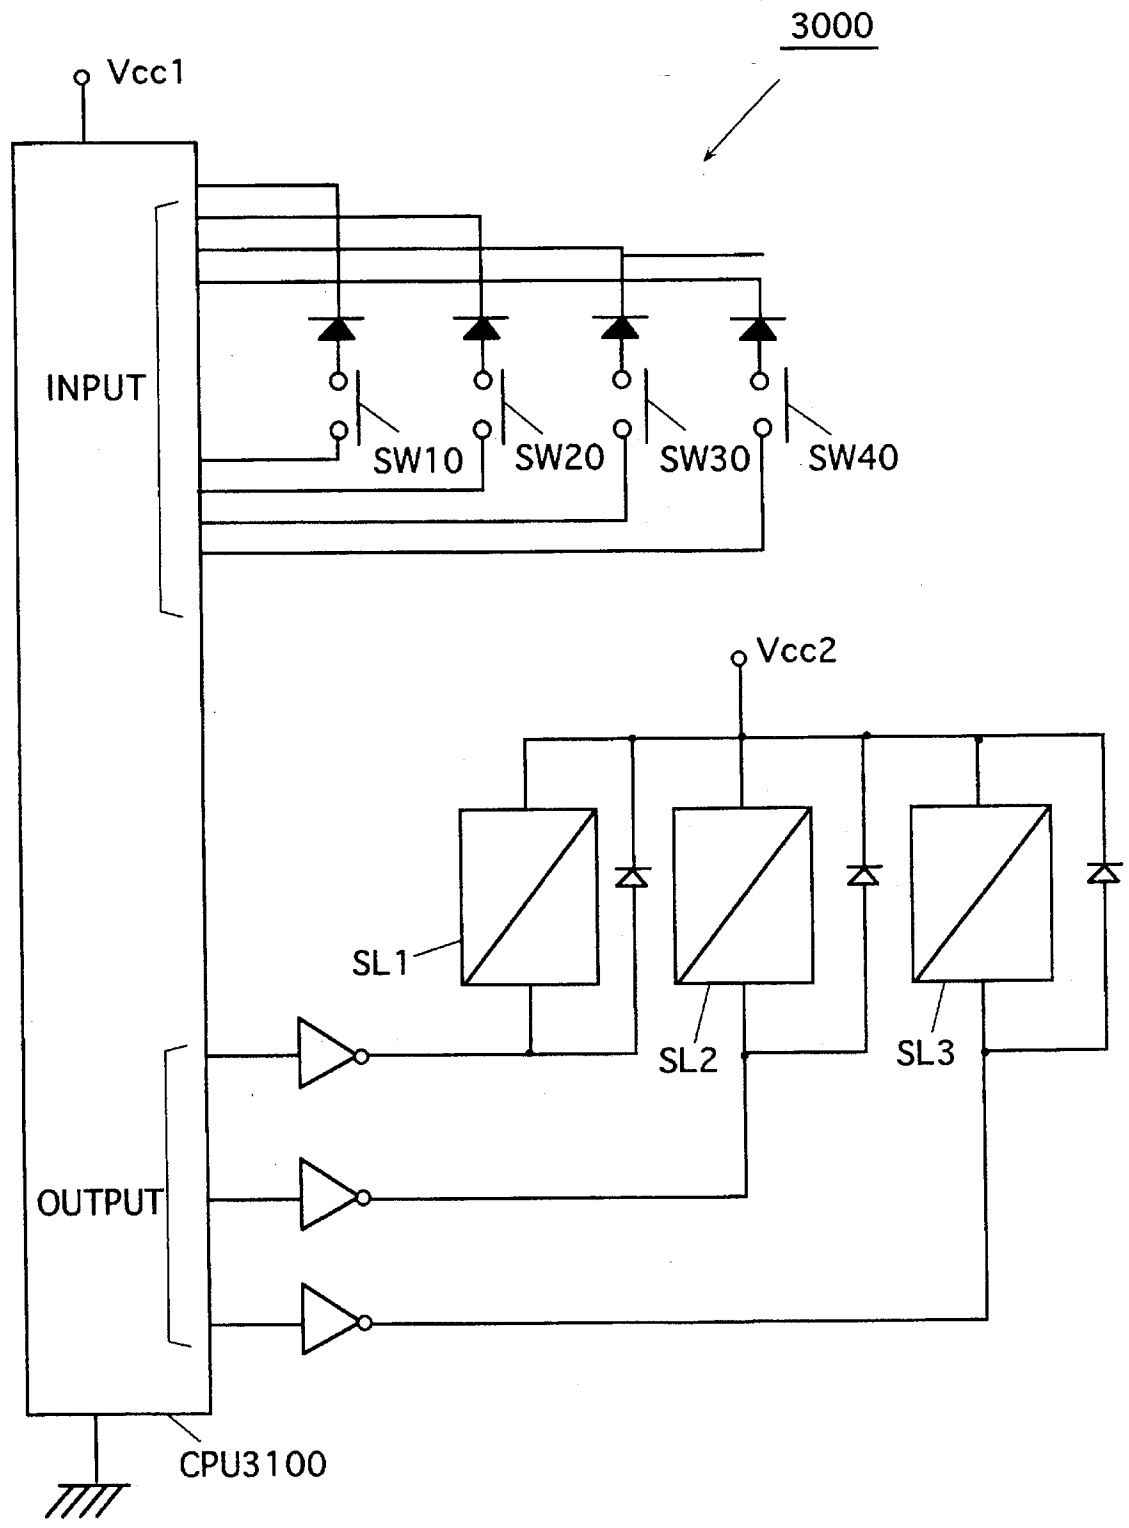 3000
Vcc1
INPUT
SW10
SW20
SW30
SW40
Vcc2
SL1
SL2
SL3
OUTPUT
CPU3100